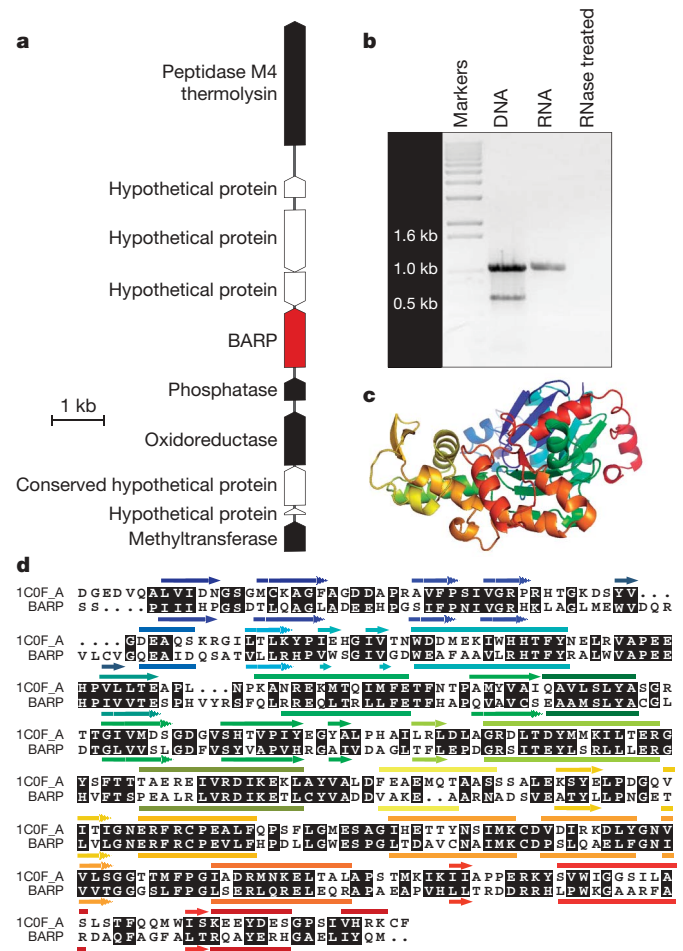 a
Peptidase M4
thermolysin
Hypothetical protein
Hypothetical protein
Hypothetical protein
BARP
1 kb
Phosphatase
Oxidoreductase
Conserved hypothetical protein
Hypothetical protein
Methyltransferase
b
Markers
DNA
RNA
RNase treated
1.6 kb
1.0 kb
0.5 kb
c
d
1C0F_A DGEDVQALVIDNGSGMCKAGFAGDDAPRAVFPSIVGRPRHTGKDSYV...
BARP SS....PIIIHPGSDTLQAGLADEEHPGSIFPNIVGRHKLAGLMEWVDQR
1C0F_A ....GDEAQSKRGILTLKYPIEHGIVTNWDDMEKIWHHTFYNELRVAPEE
BARP VLCVGQEAIDQSATVLLRHPVWSGIVGDWEAFAAVLRHTFYRALWVAPEE
1C0F_A HPVLLTEAPL...NPKANREKMTQIMFETFNTPAMYVAIQAVLSLYASGR
BARP HPIVVTESPHVYRSFQLRREQLTRLLFETFHAPQVAVCSEAAMSLYACGL
1C0F_A TTGIVMDSGDGVSHTVPIYEGYALPHAILRLDLAGRDLTDYMMKILTERG
BARP DTGLVVSLGDFVSYVAPVHRGAIVDAGLTFLEPDGRSITEYLSRLLLERG
1C0F_A YSFTTTAEREIVRDIKEKLAYVALDFEAEMQTAASSSALEKSYELPDGQV
BARP HVFTSPEALRLVRDIKETLCYVADDVAKE..AARNADSVEATYLLPNGET
1C0F_A ITIGNERFRCPEALFQPSFLGMESAGIHETTYNSIMKCDVDIRKDLYGNI
BARP LVLGNERFRCPEVLFHPDLLGWESPGLTDAVCNAIMKCDPSLQAELFGNI
1C0F_A VLSGGTTMFPGIADRMNKELTALAPSTMKIKIIAPPERKYSVWIGGSILA
BARP VVTGGGSLFPGLSERLQRELEQRAPAEAPVHLLTRDDRRHLPWKGAARFA
1C0F_A SLSTFQQMWISKEEYDESGPSIVHRKCF
BARP RDAQFAGFALTRQAYERHGAELIYQM..